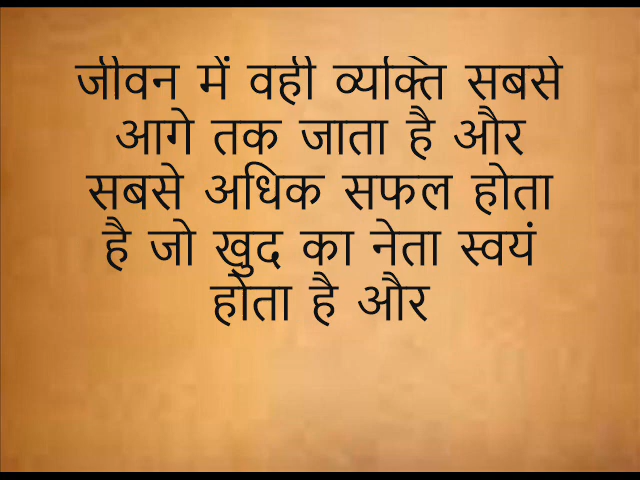 जीवन में वही व्यक्ति सबसे
आगे तक जाता है और
सबसे अधिक सफल होता
है जो खुद का नेता स्वयं
होता है और